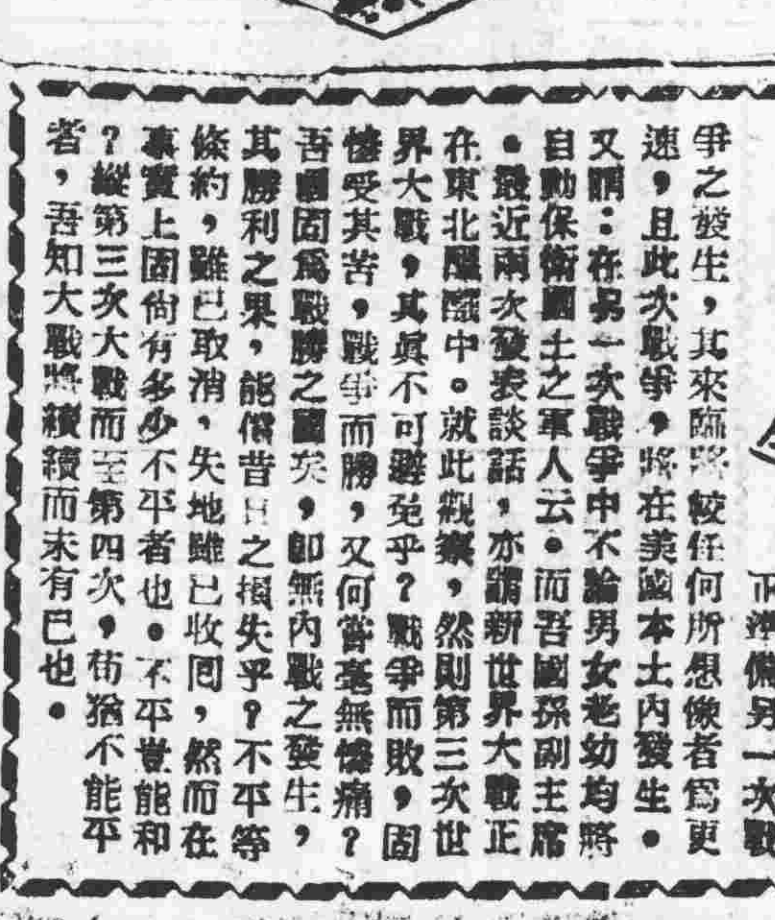 而準備另一次戰
爭之發生，其來臨將較任何所想像者爲更
速，且此次戰爭，將在美國本土內發生。
又謂：在另一次戰爭中不論男女老幼均將
自動保衛國土之軍人云。而吾國孫副主席
。最近兩次發表談話，亦謂新世界大戰正
在東北醞釀中。就此觀察，然則第三次世
界大戰，其眞不可避免乎？戰爭而敗，固
慘受其苦，戰爭而勝，又何嘗毫無慘痛？
吾國固爲戰勝之國矣，卽無內戰之發生，
其勝利之果，能償昔日之損失乎？不平等
條約，雖已取消，失地雖已收回，然而在
事實上固尙有多少不平者也。不平豈能和
？縱第三次大戰而至第四次，苟猶不能平
者，吾知大戰將續續而未有已也。